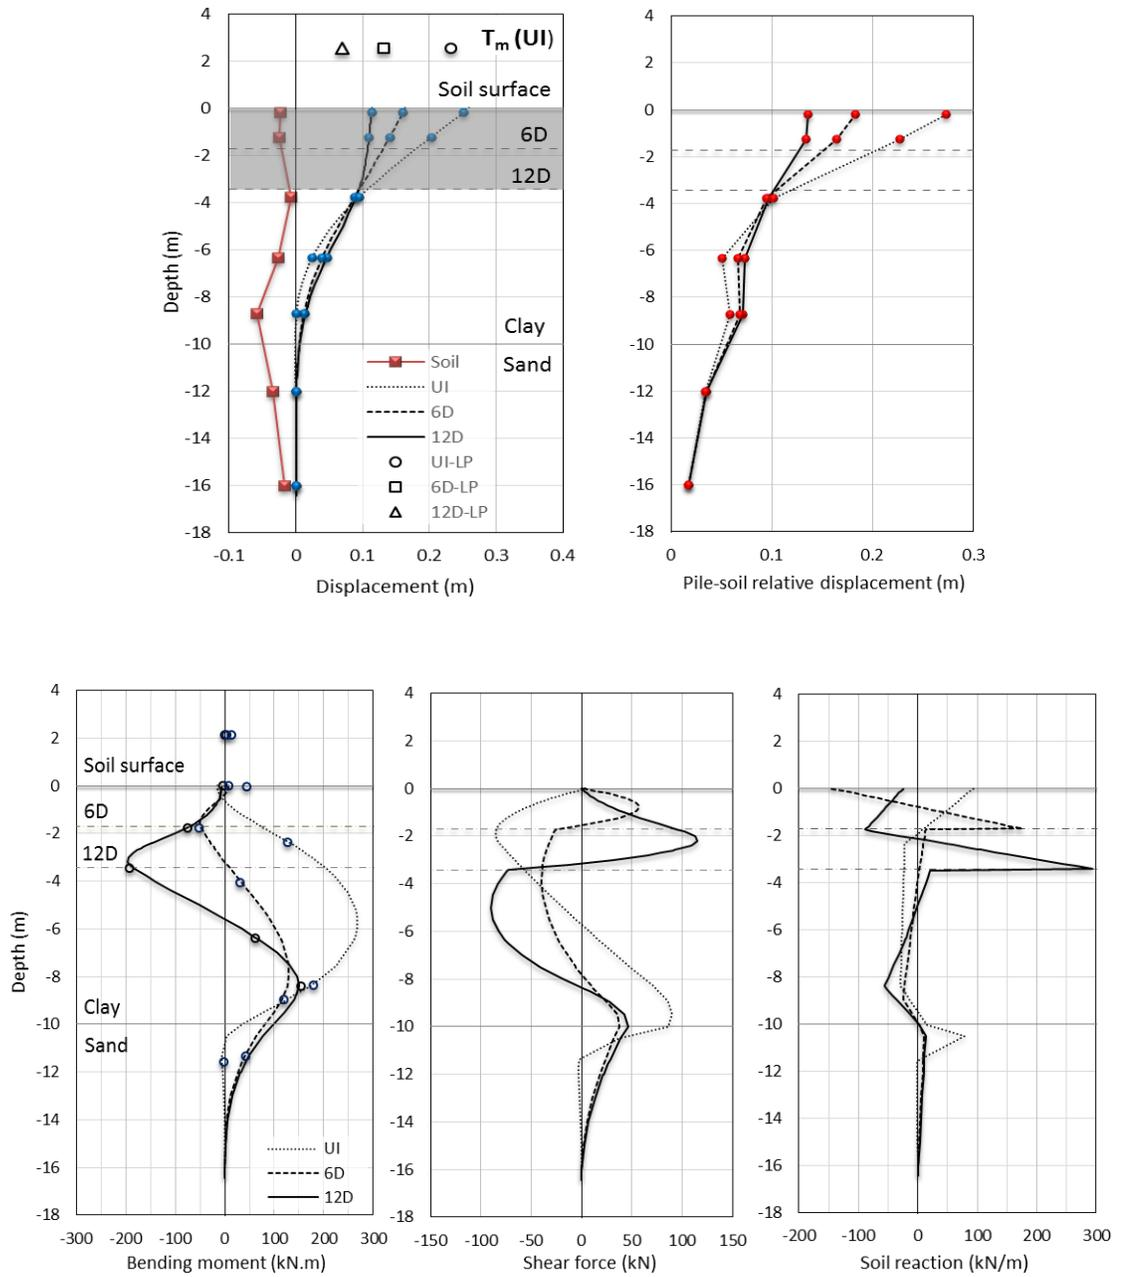 4
2
0
-2
-4
-6
-8
-10
-12
-14
-16
-18
Depth (m)
-0.1 0 0.1 0.2 0.3 0.4
Displacement (m)
Tm (UI)
Soil surface
6D
12D
Clay
Sand
Soil
UI
6D
12D
UI-LP
6D-LP
12D-LP
4
2
0
-2
-4
-6
-8
-10
-12
-14
-16
-18
0 0.1 0.2 0.3
Pile-soil relative displacement (m)
4
2
0
-2
-4
-6
-8
-10
-12
-14
-16
-18
Depth (m)
Soil surface
6D
12D
Clay
Sand
UI
6D
12D
-300 -200 -100 0 100 200 300
Bending moment (kN.m)
4
2
0
-2
-4
-6
-8
-10
-12
-14
-16
-18
-150 -100 -50 0 50 100 150
Shear force (kN)
4
2
0
-2
-4
-6
-8
-10
-12
-14
-16
-18
-200 -100 0 100 200 300
Soil reaction (kN/m)